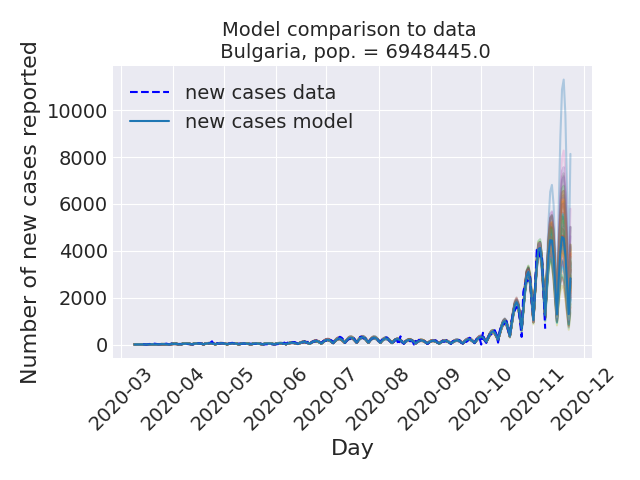 Model comparison to data
Bulgaria, pop. = 6948445.0
Number of new cases reported
10000
8000
6000
4000
2000
0
new cases data
new cases model
2020-03
2020-04
2020-05
2020-06
2020-07
2020-08
2020-09
2020-10
2020-11
2020-12
Day